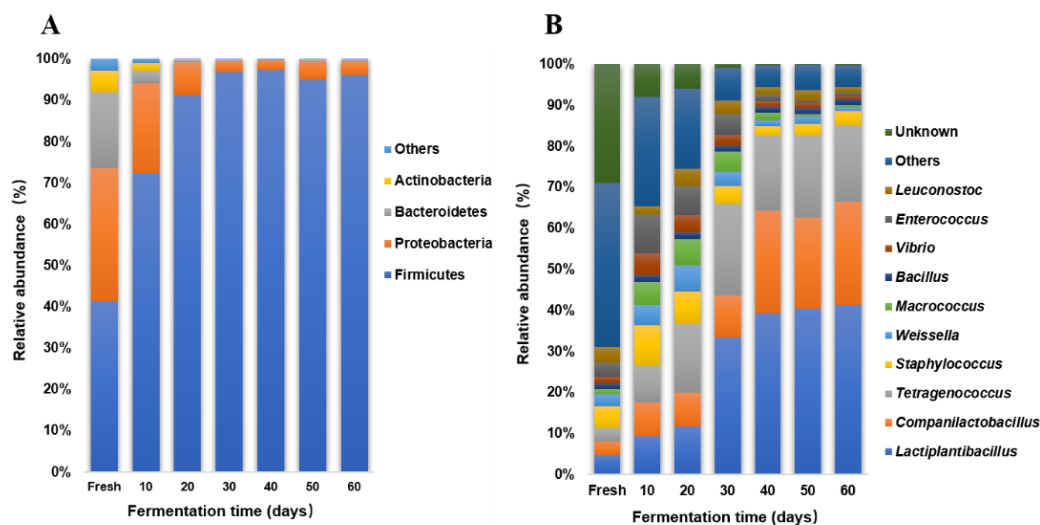 A
Relative abundance (%)
100%
90%
80%
70%
60%
50%
40%
30%
20%
10%
0%
Fresh 10 20 30 40 50 60
Fermentation time (days)
Others
Actinobacteria
Bacteroidetes
Proteobacteria
Firmicutes
B
Relative abundance (%)
100%
90%
80%
70%
60%
50%
40%
30%
20%
10%
0%
Fresh 10 20 30 40 50 60
Fermentation time (days)
Unknown
Others
Leuconostoc
Enterococcus
Vibrio
Bacillus
Macrococcus
Weissella
Staphylococcus
Tetragenococcus
Companilactobacillus
Lactiplantibacillus